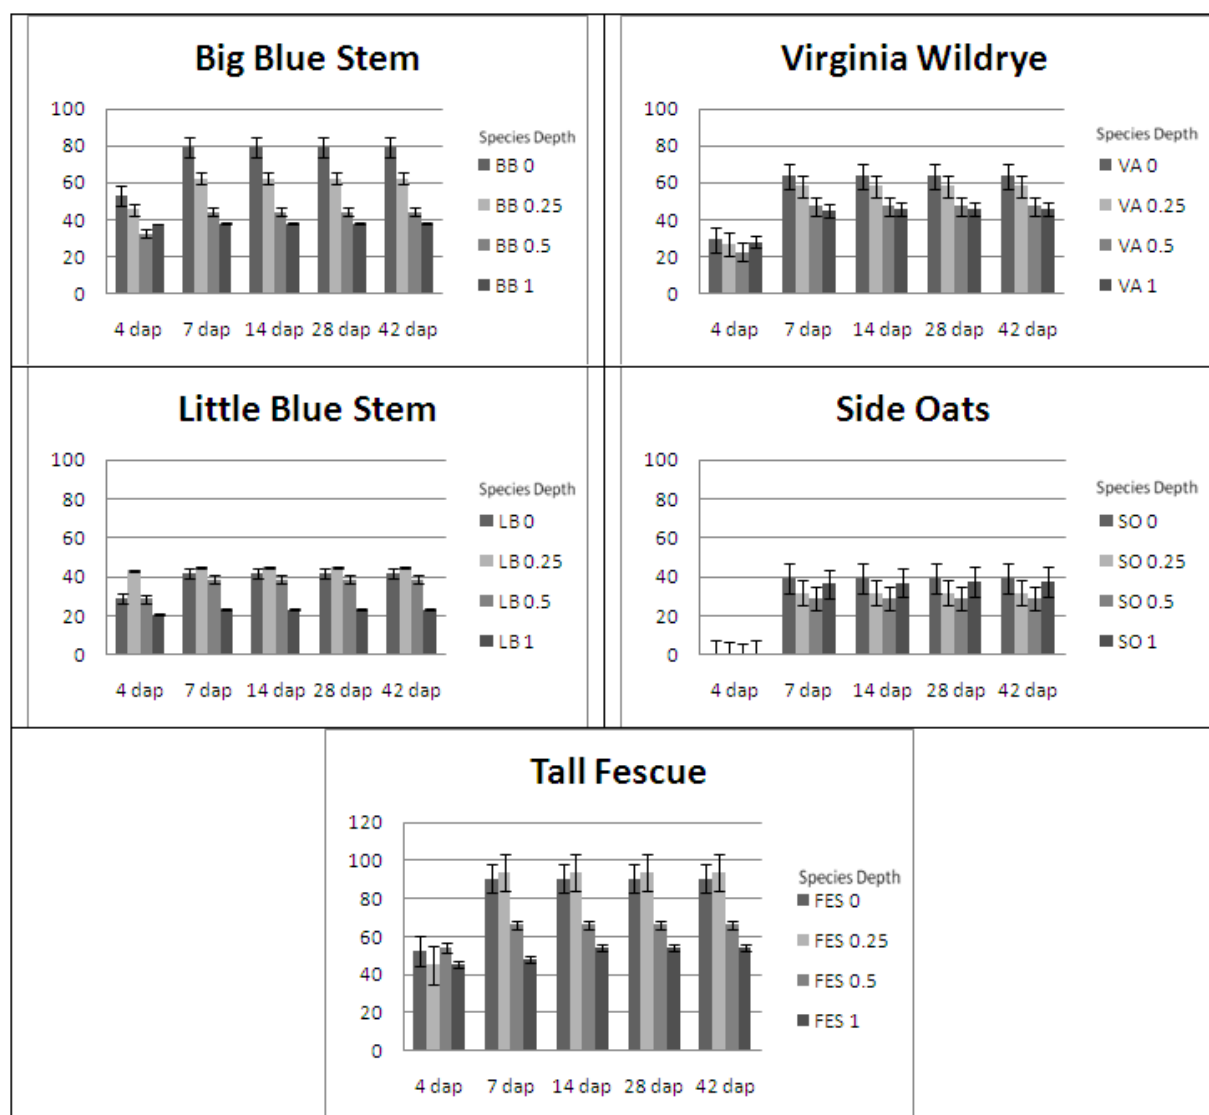 Big Blue Stem
100
80
60
40
20
0
4 dap 7 dap 14 dap 28 dap 42 dap
Species Depth
BB 0
BB 0.25
BB 0.5
BB 1
Virginia Wildrye
100
80
60
40
20
0
4 dap 7 dap 14 dap 28 dap 42 dap
Species Depth
VA 0
VA 0.25
VA 0.5
VA 1
Little Blue Stem
100
80
60
40
20
0
4 dap 7 dap 14 dap 28 dap 42 dap
Species Depth
LB 0
LB 0.25
LB 0.5
LB 1
Side Oats
100
80
60
40
20
0
4 dap 7 dap 14 dap 28 dap 42 dap
Species Depth
SO 0
SO 0.25
SO 0.5
SO 1
Tall Fescue
120
100
80
60
40
20
0
4 dap 7 dap 14 dap 28 dap 42 dap
Species Depth
FES 0
FES 0.25
FES 0.5
FES 1